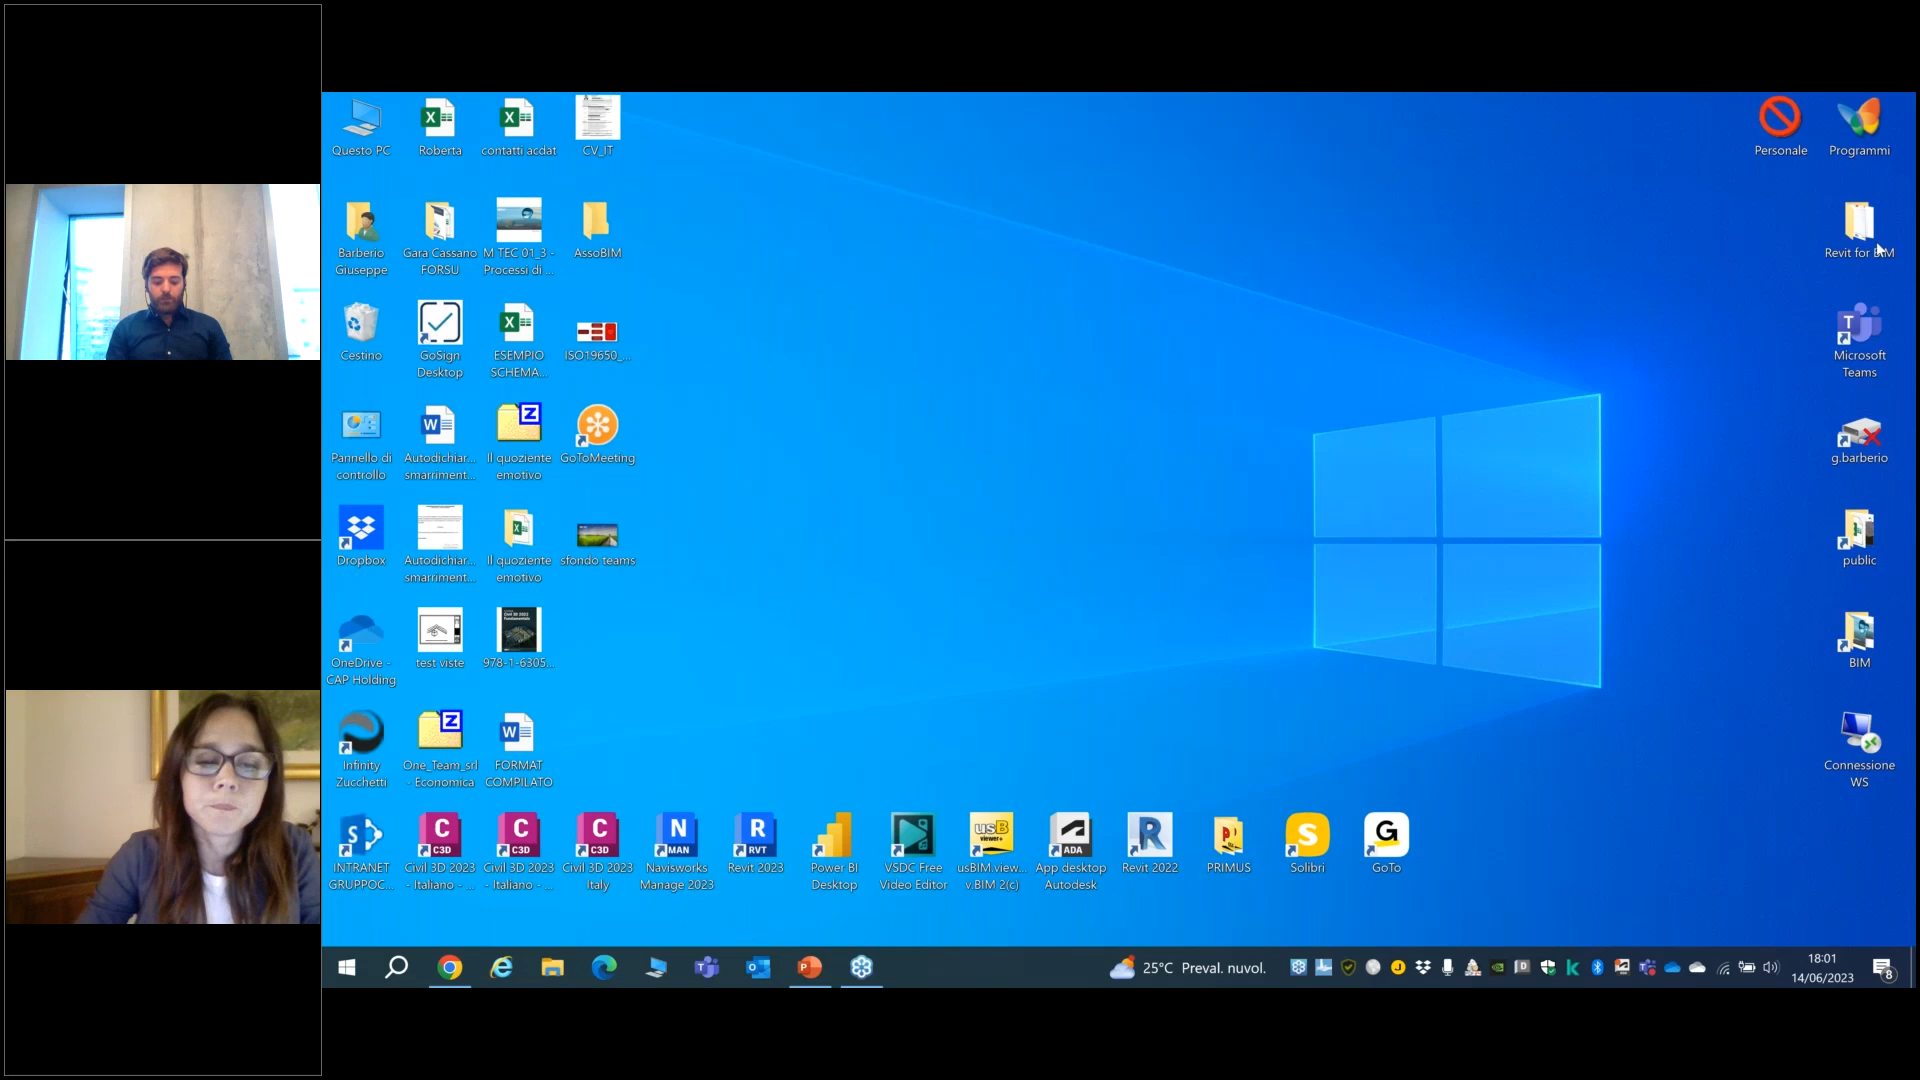 Questo PC
Roberta
contatti acdat
CV_IT
Personale
Programmi
Barberio
Giuseppe
Gara Cassano
FORSU
M TEC 01_3 -
Processi di ...
AssoBIM
Revit for BIM
Cestino
GoSign
Desktop
ESEMPIO
SCHEMA...
ISO19650_...
Microsoft
Teams
Pannello di
controllo
Autodichiar...
smarriment...
Il quoziente
emotivo
GoToMeeting
g.barberio
Dropbox
Autodichiar...
smarriment...
Il quoziente
emotivo
sfondo teams
public
OneDrive -
CAP Holding
test viste
978-1-6305...
BIM
Infinity
Zucchetti
One_Team_srl
- Economica
FORMAT
COMPILATO
Connessione
WS
INTRANET
GRUPPOC...
Civil 3D 2023
- Italiano - ...
Civil 3D 2023
- Italiano - ...
Civil 3D 2023
Italy
Navisworks
Manage 2023
Revit 2023
Power BI
Desktop
VSDC Free
Video Editor
usBIM.view...
v.BIM 2(c)
App desktop
Autodesk
Revit 2022
PRIMUS
Solibri
GoTo
25°C Preval. nuvol.
18:01
14/06/2023
8